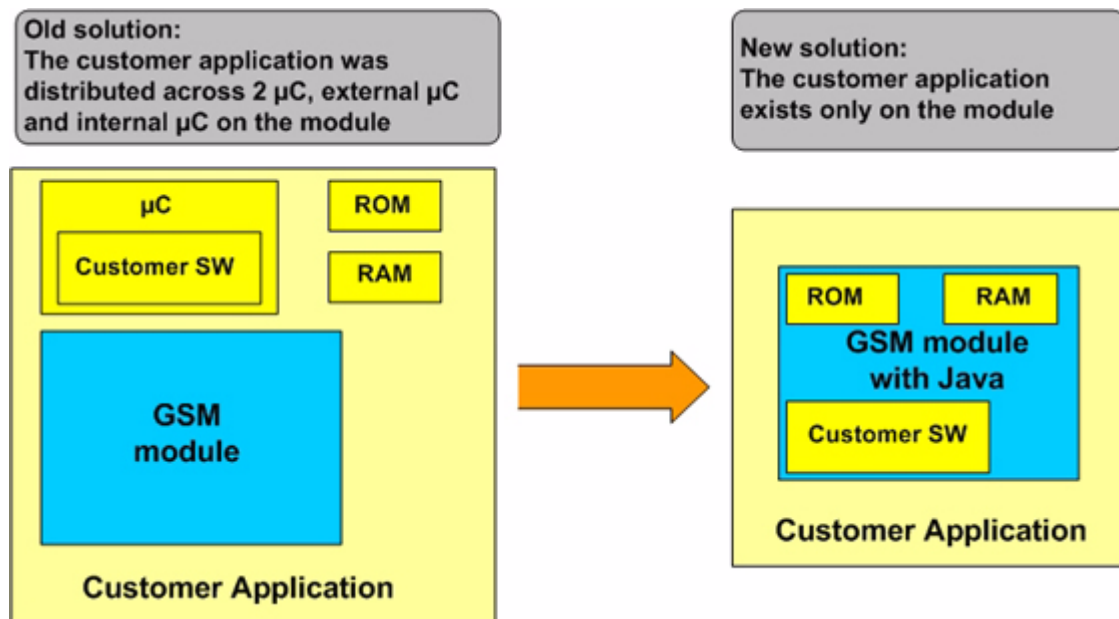 Old solution:
The customer application was
distributed across 2 µC, external µC
and internal µC on the module
New solution:
The customer application
exists only on the module
µC
Customer SW
ROM
RAM
GSM
module
Customer Application
ROM
RAM
GSM module
with Java
Customer SW
Customer Application